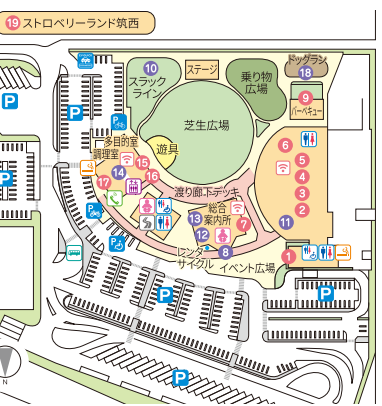 19 ストロベリーランド筑西
10
スラック
ライン
ステージ
乗り物
広場
ドッグラン
18
9
バーベキュー
P
P
P
芝生広場
遊具
多目的室
調理室
15
14
16
17
6
5
4
3
2
11
渡り廊下デッキ
総合
案内所
13
7
12
8
レンタ
サイクル
イベント広場
1
P
P
P
P
P
N